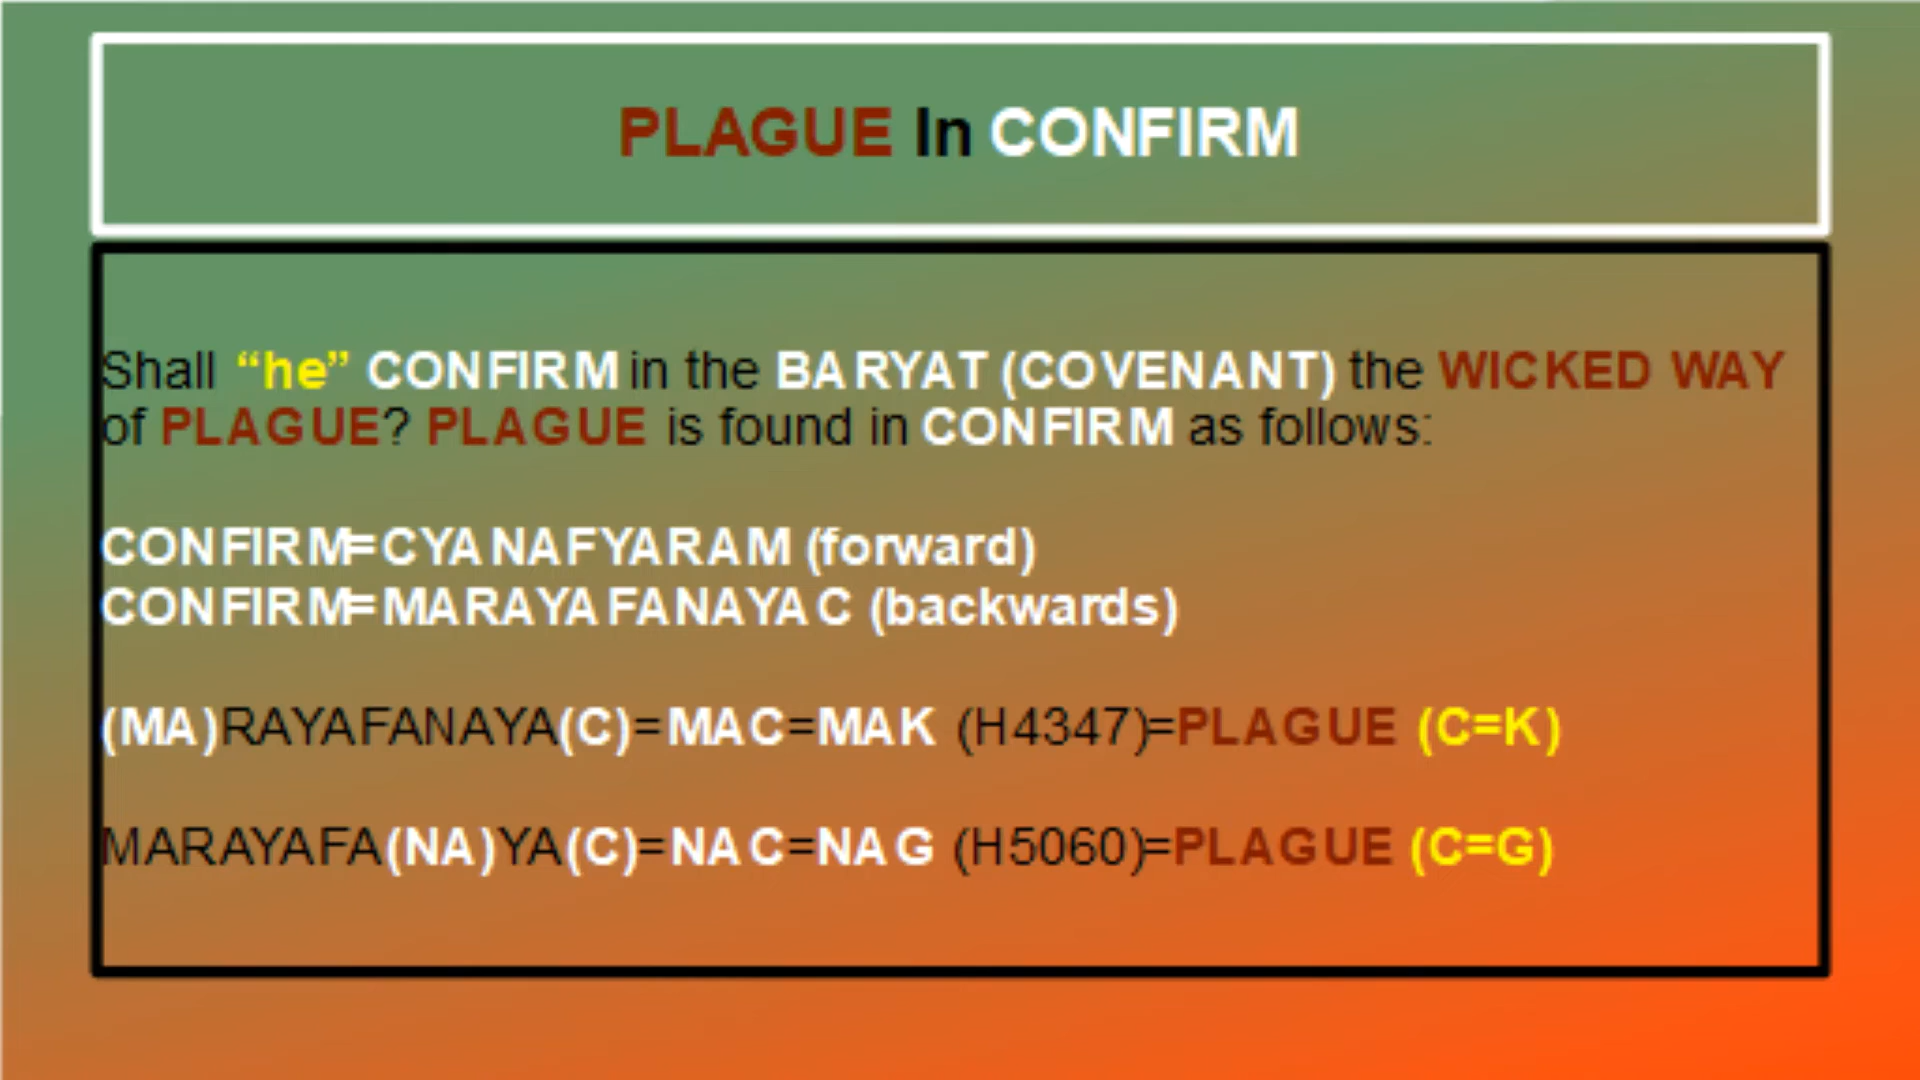 PLAGUE In CONFIRM
Shall “he” CONFIRM in the BARYAT (COVENANT) the WICKED WAY
of PLAGUE? PLAGUE is found in CONFIRM as follows:
CONFIRM=CYANAFYARAM (forward)
CONFIRM=MARAYAFANAYAC (backwards)
(MA)RAYAFANAYA(C)=MAC=MAK (H4347)=PLAGUE (C=K)
MARAYAFA(NA)YA(C)=NAC=NAG (H5060)=PLAGUE (C=G)